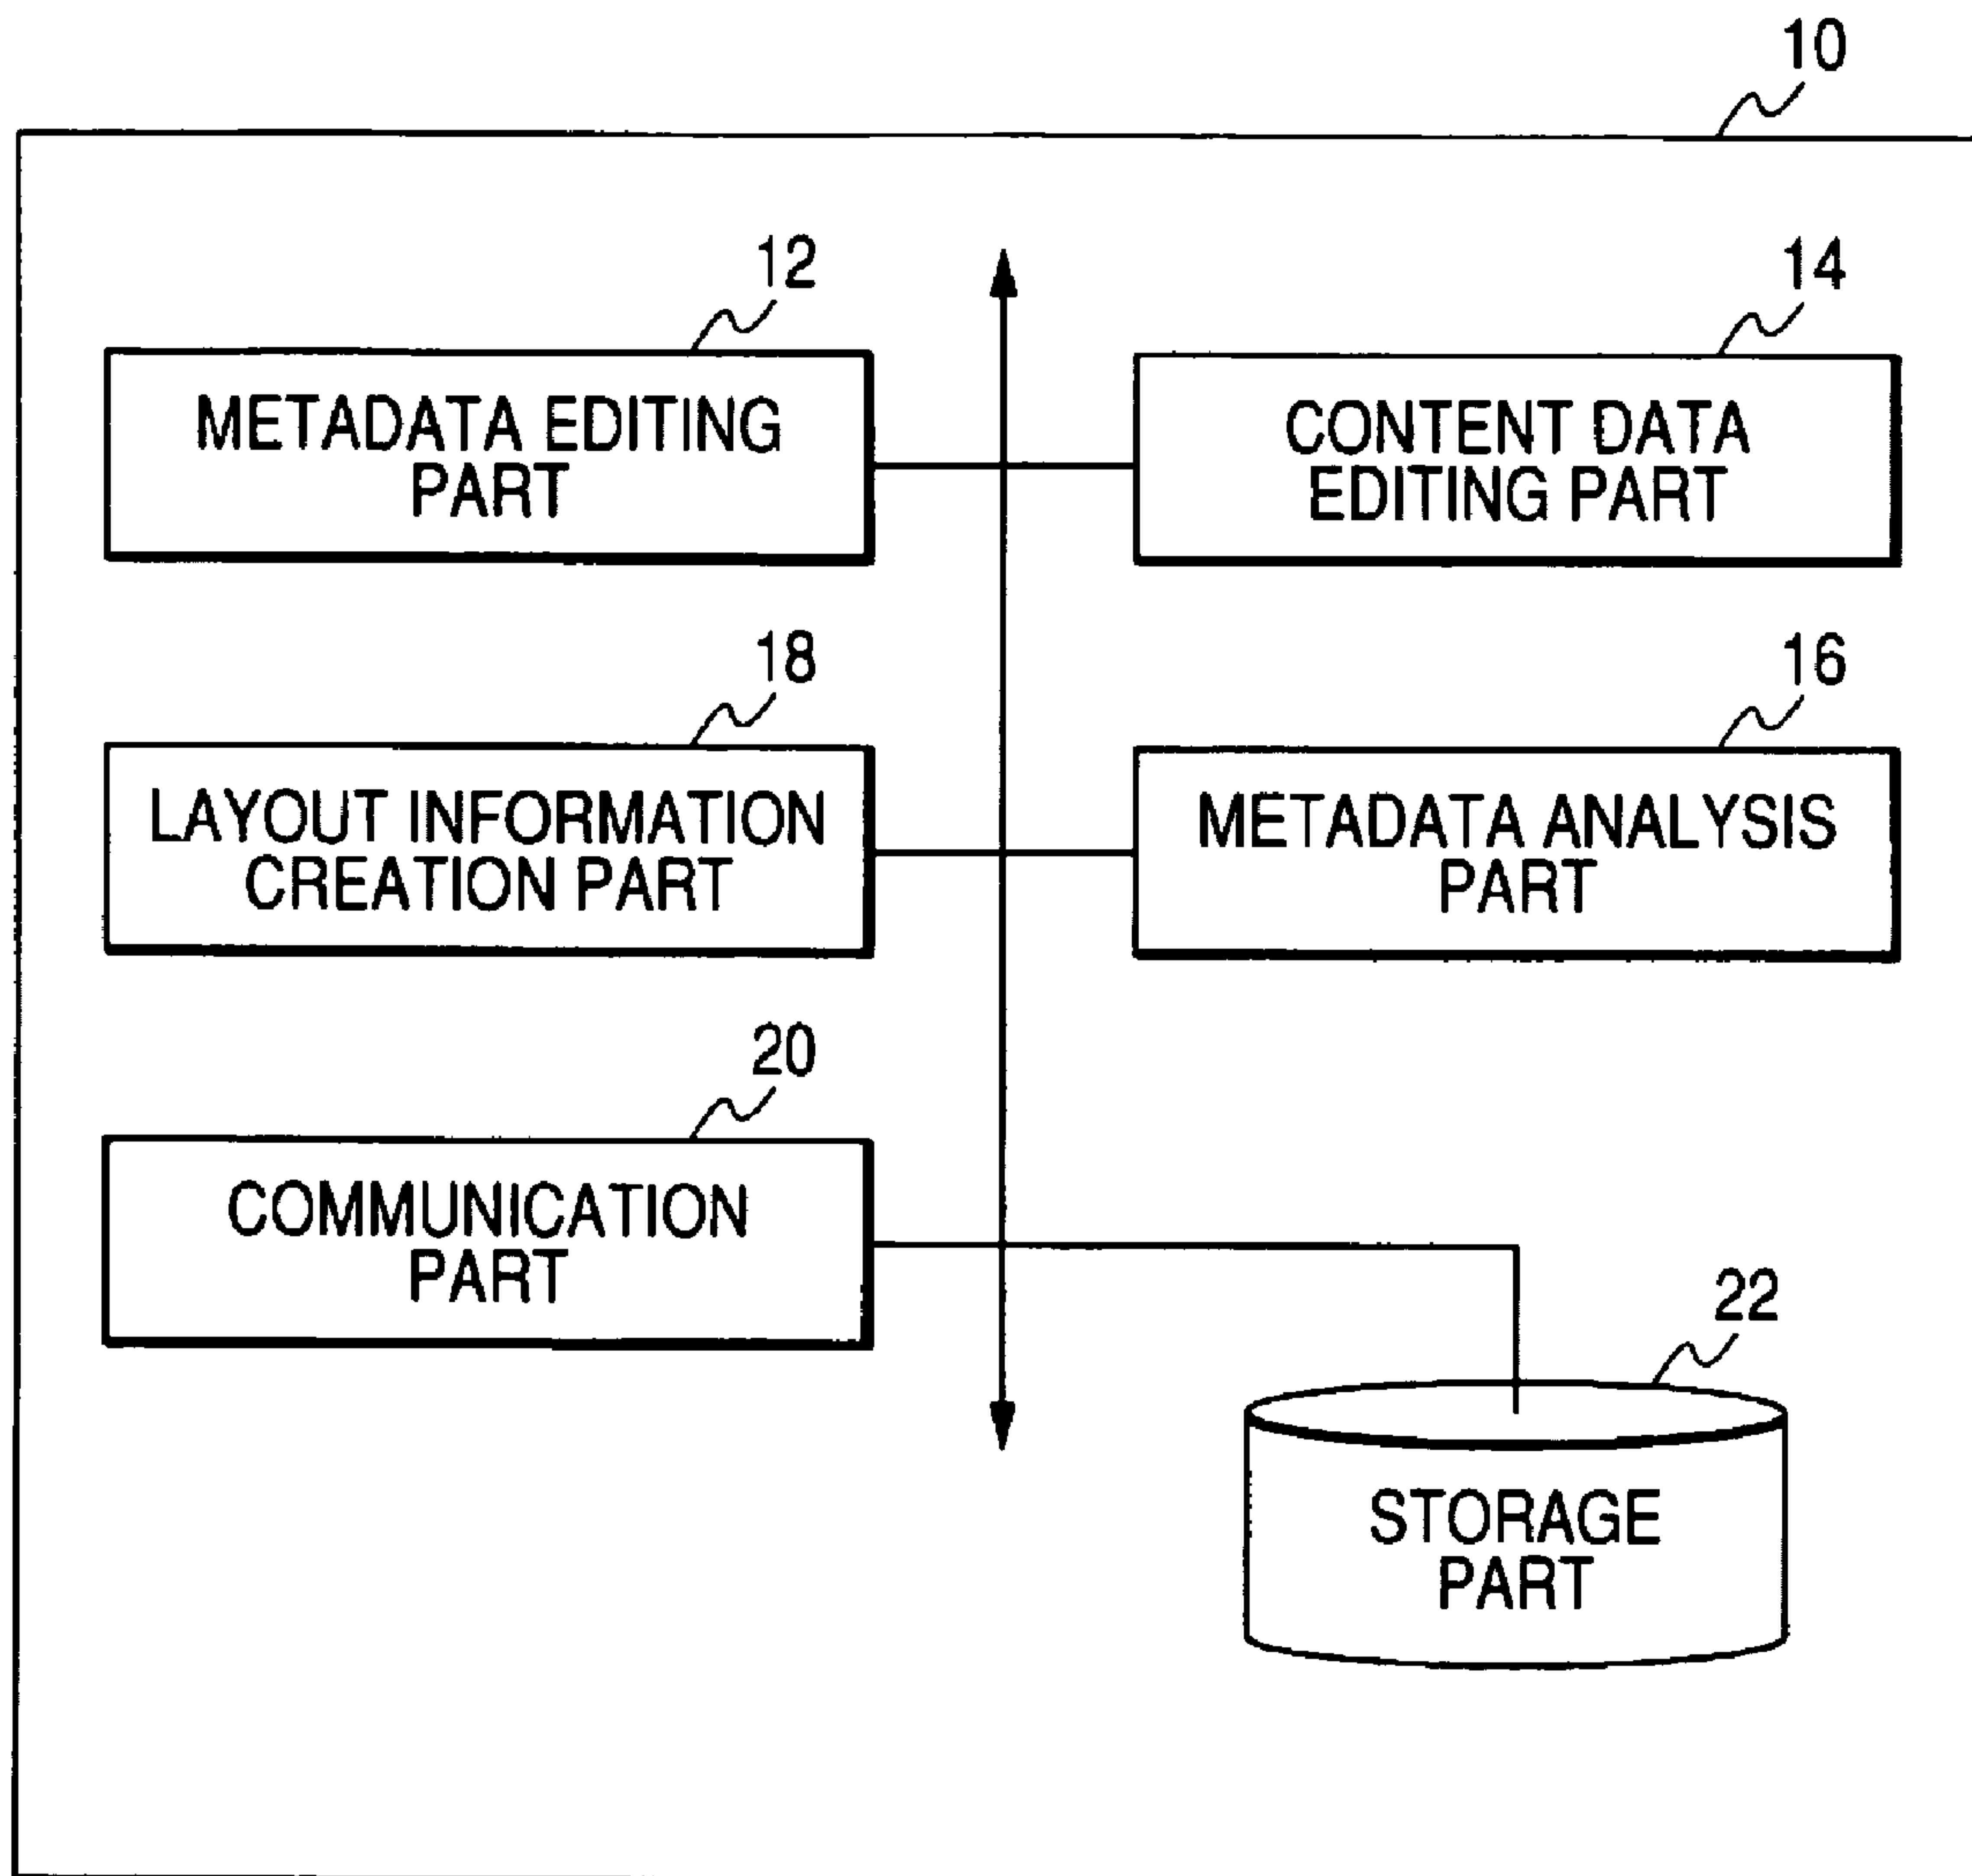 10
12
METADATA EDITING
PART
14
CONTENT DATA
EDITING PART
18
LAYOUT INFORMATION
CREATION PART
16
METADATA ANALYSIS
PART
20
COMMUNICATION
PART
22
STORAGE
PART